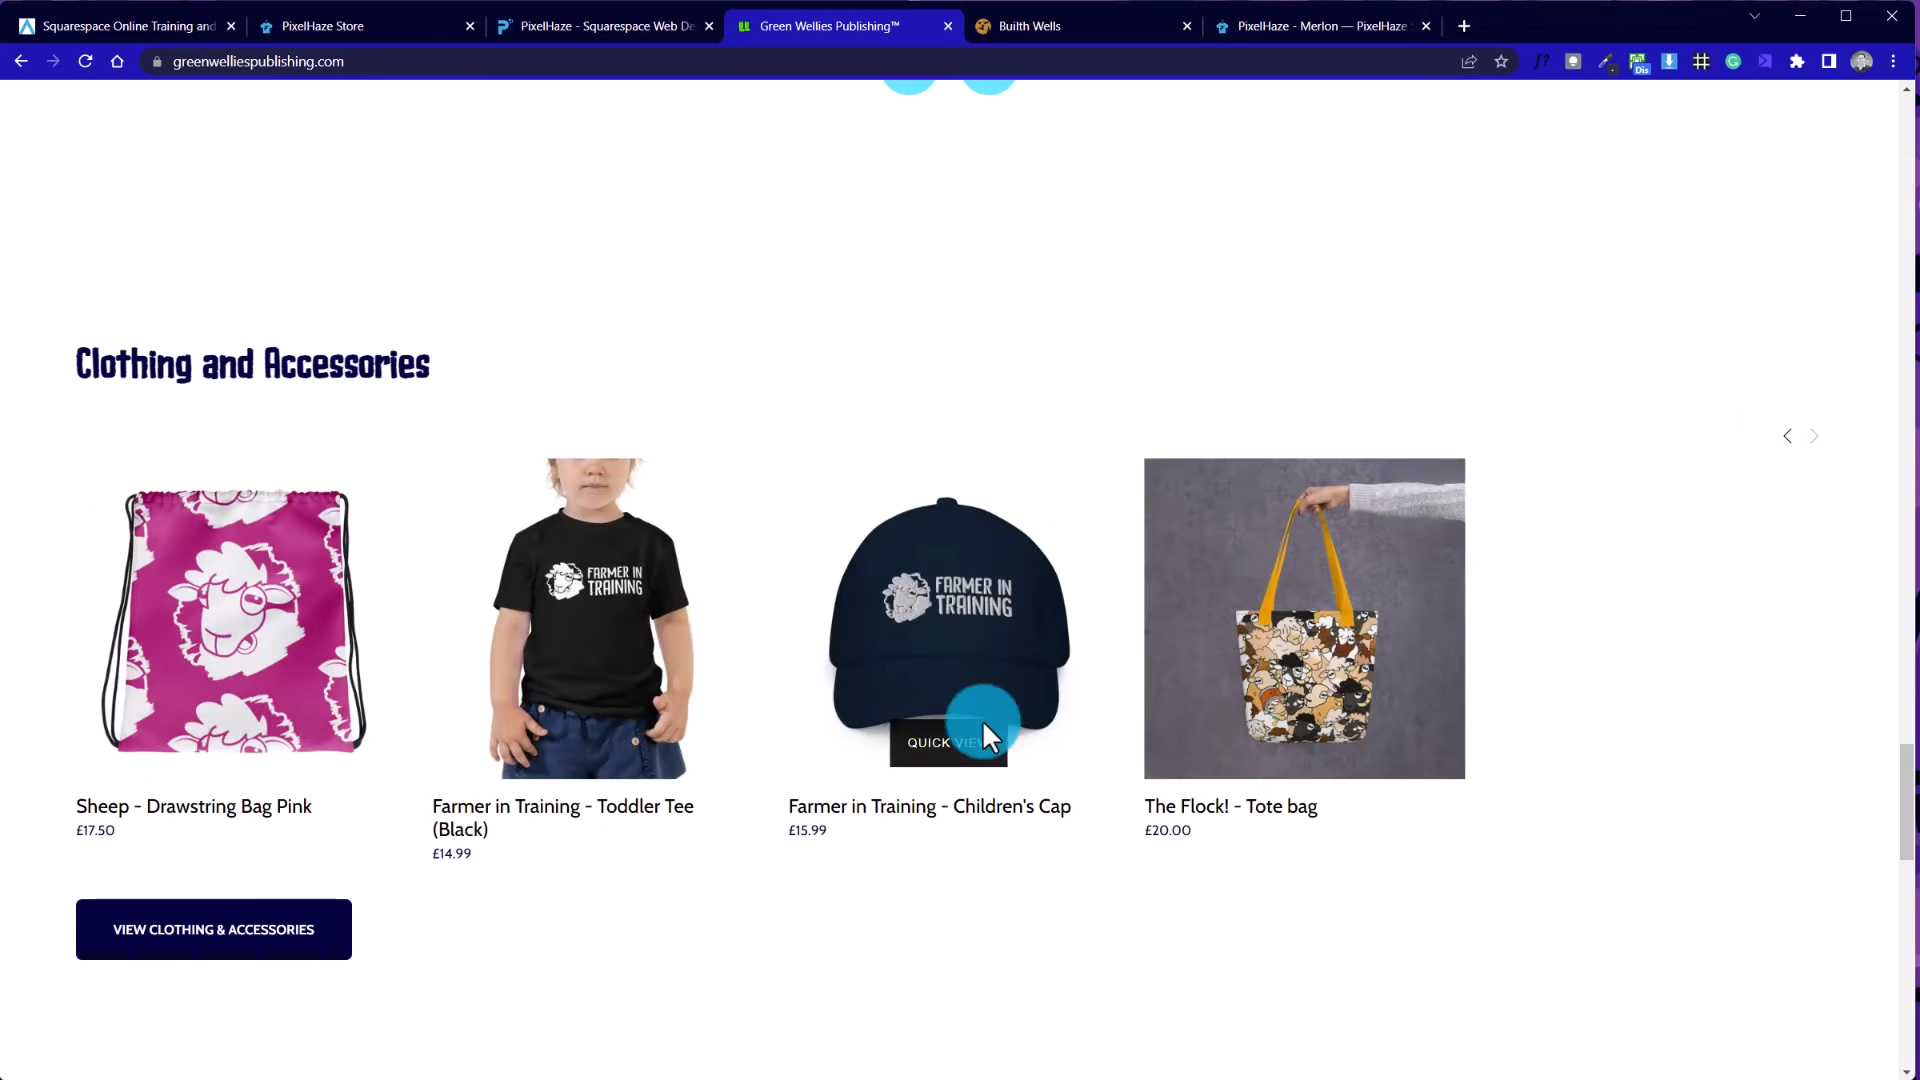 Squarespace Online Training and
PixelHaze Store
PixelHaze - Squarespace Web De
Green Wellies Publishing™
Builth Wells
PixelHaze - Merlon — PixelHaze
greenwelliespublishing.com
f?
Dis
Clothing and Accessories
FARMER IN
TRAINING
FARMER IN
TRAINING
QUICK VIEW
Sheep - Drawstring Bag Pink
£17.50
Farmer in Training - Toddler Tee
(Black)
£14.99
Farmer in Training - Children's Cap
£15.99
The Flock! - Tote bag
£20.00
VIEW CLOTHING & ACCESSORIES